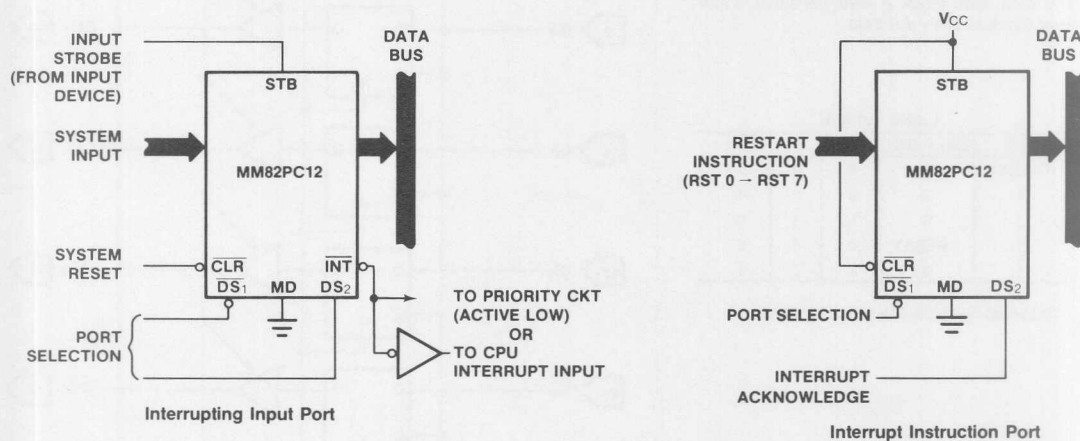 INPUT
STROBE
(FROM INPUT
DEVICE)
SYSTEM
INPUT
SYSTEM
RESET
PORT
SELECTION
STB
MM82PC12
CLR
INT
DS1
MD
DS2
DATA
BUS
TO PRIORITY CKT
(ACTIVE LOW)
OR
TO CPU
INTERRUPT INPUT
Interrupting Input Port
VCC
DATA
BUS
STB
RESTART
INSTRUCTION
(RST 0 → RST 7)
MM82PC12
CLR
DS1
MD
DS2
PORT SELECTION
INTERRUPT
ACKNOWLEDGE
Interrupt Instruction Port